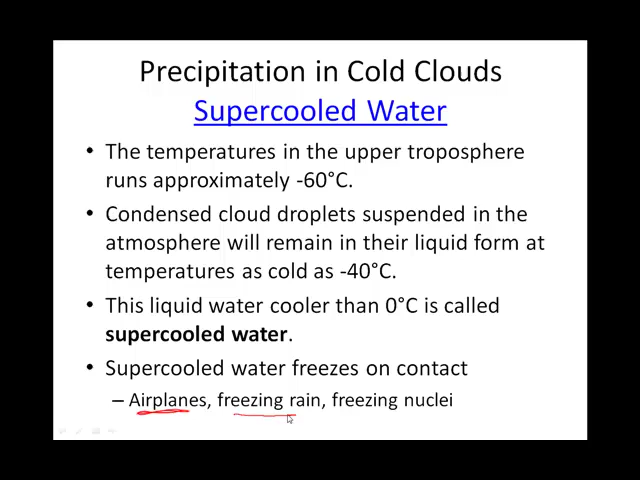 Precipitation in Cold Clouds
Supercooled Water
• The temperatures in the upper troposphere
runs approximately -60°C.
• Condensed cloud droplets suspended in the
atmosphere will remain in their liquid form at
temperatures as cold as -40°C.
• This liquid water cooler than 0°C is called
supercooled water.
• Supercooled water freezes on contact
– Airplanes, freezing rain, freezing nuclei